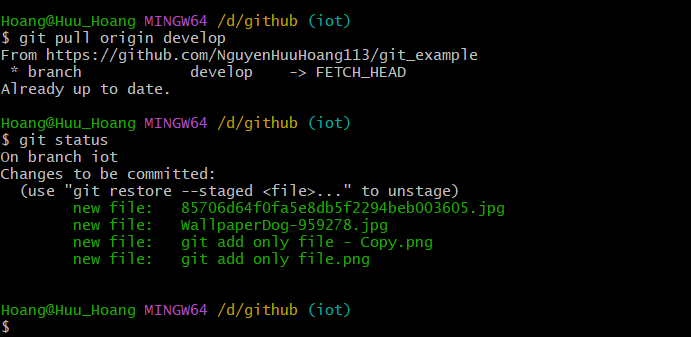 Hoang@Huu_Hoang MINGW64 /d/github (iot)
$ git pull origin develop
From https://github.com/NguyenHuuHoang113/git_example
 * branch            develop    -> FETCH_HEAD
Already up to date.
Hoang@Huu_Hoang MINGW64 /d/github (iot)
$ git status
On branch iot
Changes to be committed:
  (use "git restore --staged <file>..." to unstage)
        new file:   85706d64f0fa5e8db5f2294beb003605.jpg
        new file:   WallpaperDog-959278.jpg
        new file:   git add only file - Copy.png
        new file:   git add only file.png
Hoang@Huu_Hoang MINGW64 /d/github (iot)
$